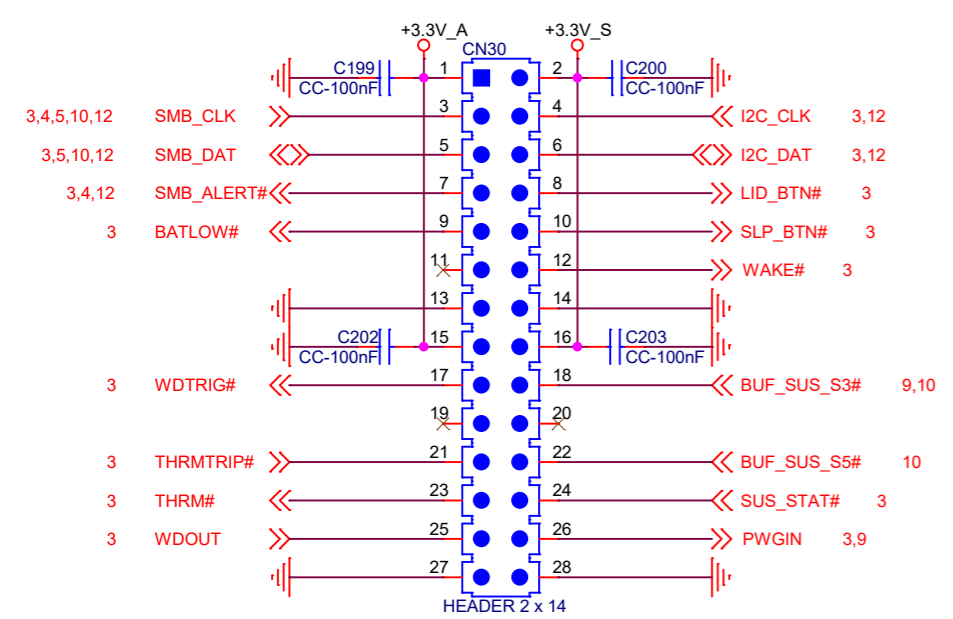 +3.3V_A +3.3V_S
CN30
C199 1 2 C200
CC-100nF CC-100nF
3,4,5,10,12 SMB_CLK 3 4 I2C_CLK 3,12
3,5,10,12 SMB_DAT 5 6 I2C_DAT 3,12
3,4,12 SMB_ALERT# 7 8 LID_BTN# 3
3 BATLOW# 9 10 SLP_BTN# 3
11 12 WAKE# 3
13 14
C202 15 16 C203
CC-100nF CC-100nF
3 WDTRIG# 17 18 BUF_SUS_S3# 9,10
19 20
3 THRMTRIP# 21 22 BUF_SUS_S5# 10
3 THRM# 23 24 SUS_STAT# 3
3 WDOUT 25 26 PWGIN 3,9
27 28
HEADER 2 x 14